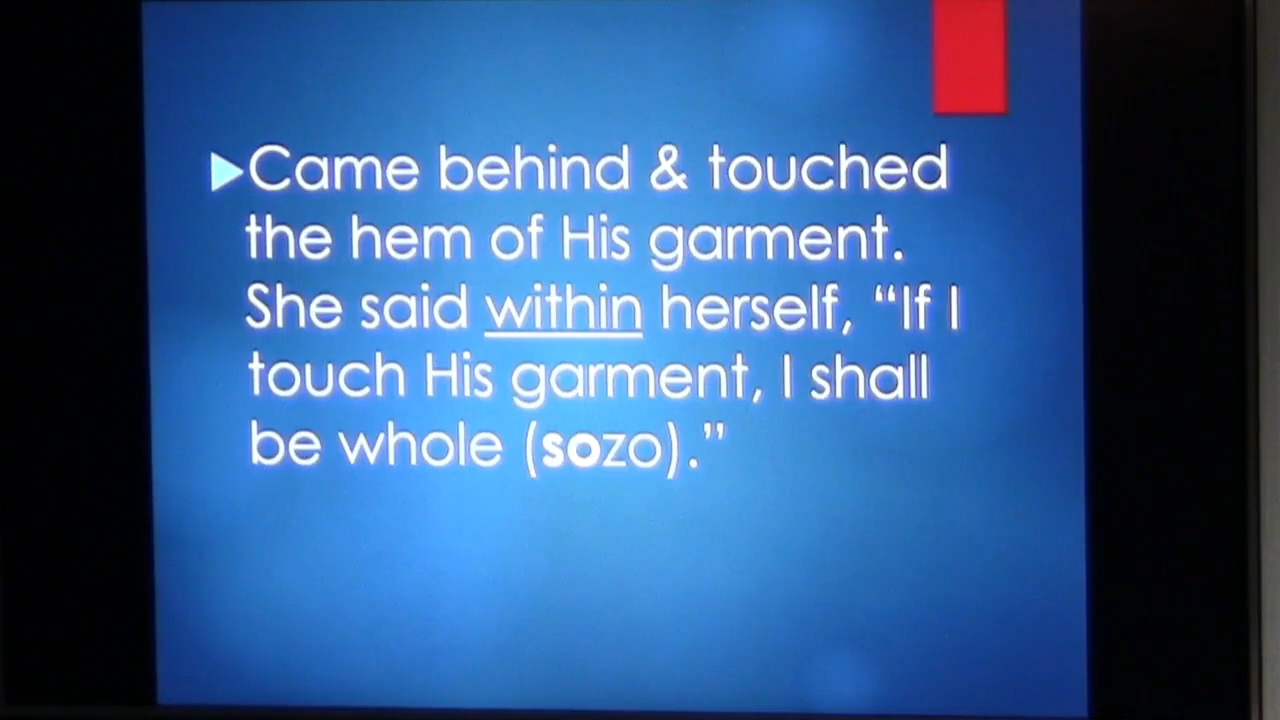 Came behind & touched
the hem of His garment.
She said within herself, “If I
touch His garment, I shall
be whole (sozo).”